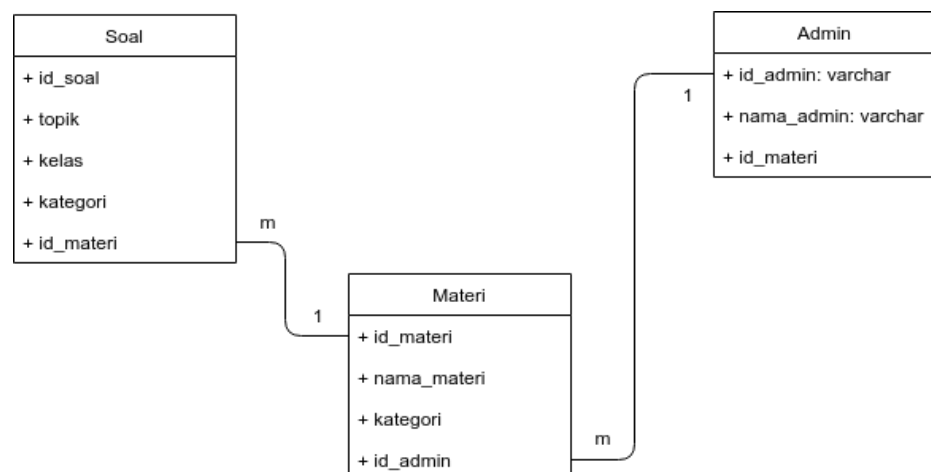 Soal
+ id_soal
+ topik
+ kelas
+ kategori
+ id_materi
m
1
Materi
+ id_materi
+ nama_materi
+ kategori
+ id_admin
m
1
Admin
+ id_admin: varchar
+ nama_admin: varchar
+ id_materi